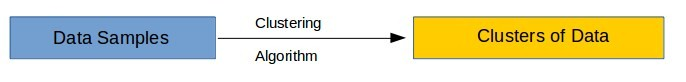 Data Samples
Clustering
Algorithm
Clusters of Data